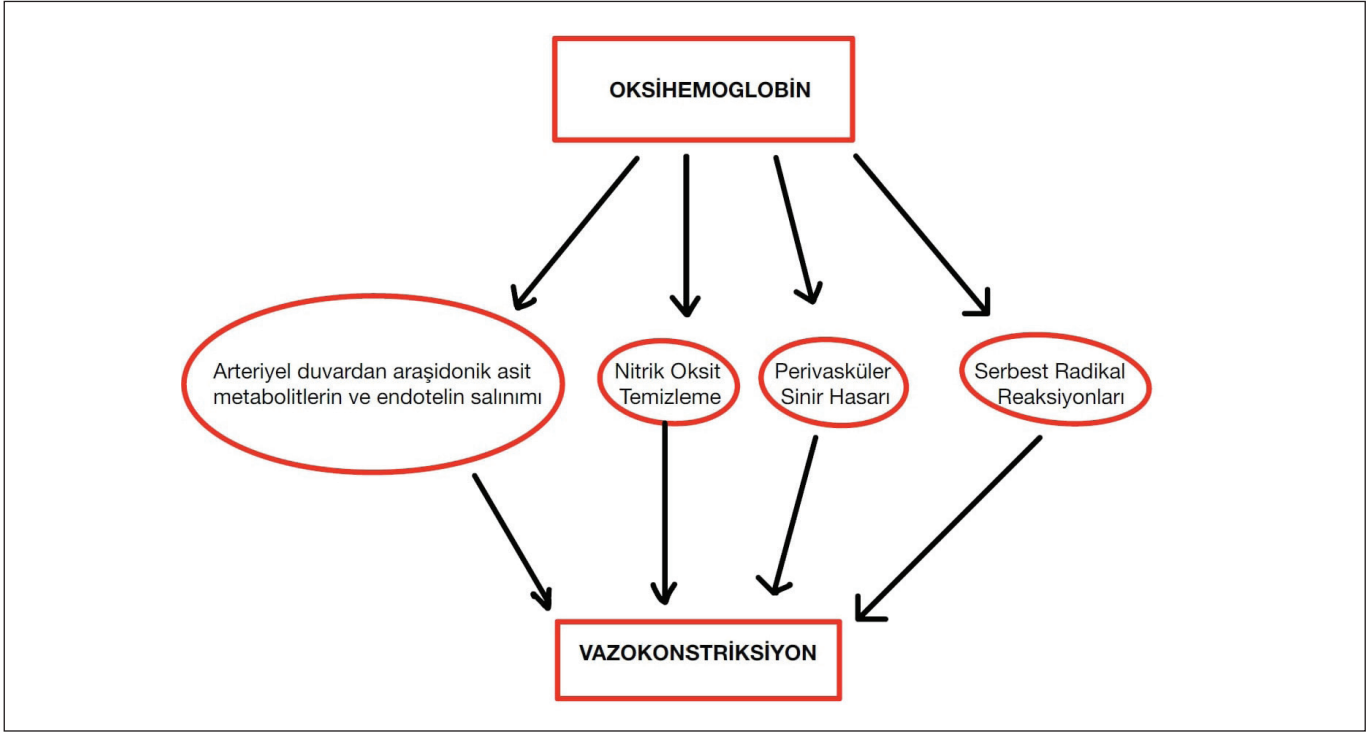 OKSİHEMOGLOBİN
Arteriyel duvardan araşidonik asit
metabolitlerin ve endotelin salınımı
Nitrik Oksit
Temizleme
Perivasküler
Sinir Hasarı
Serbest Radikal
Reaksiyonları
VAZOKONSTRİKSİYON